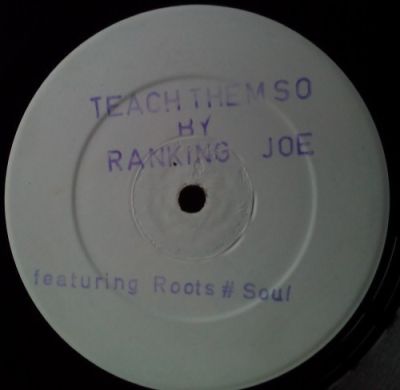 TEACH THEM SO
BY
RANKING JOE
featuring Roots # Soul